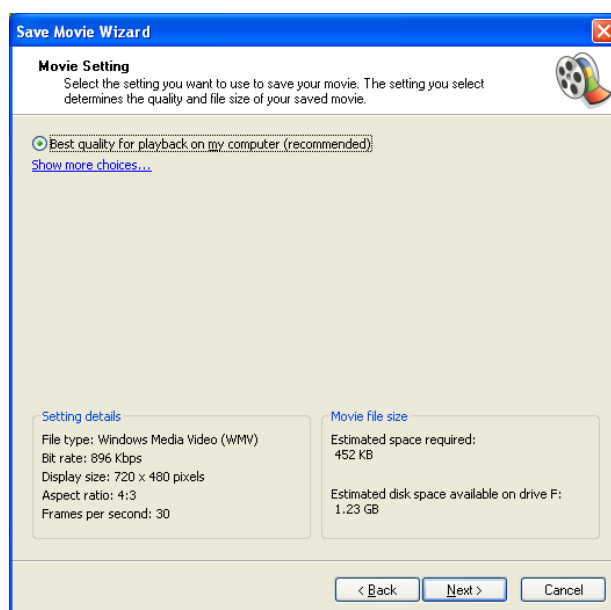 Save Movie Wizard
Movie Setting
Select the setting you want to use to save your movie. The setting you select
determines the quality and file size of your saved movie.
Best quality for playback on my computer (recommended)
Show more choices...
Setting details
File type: Windows Media Video (WMV)
Bit rate: 896 Kbps
Display size: 720 x 480 pixels
Aspect ratio: 4:3
Frames per second: 30
Movie file size
Estimated space required:
452 KB
Estimated disk space available on drive F:
1.23 GB
< Back
Next >
Cancel